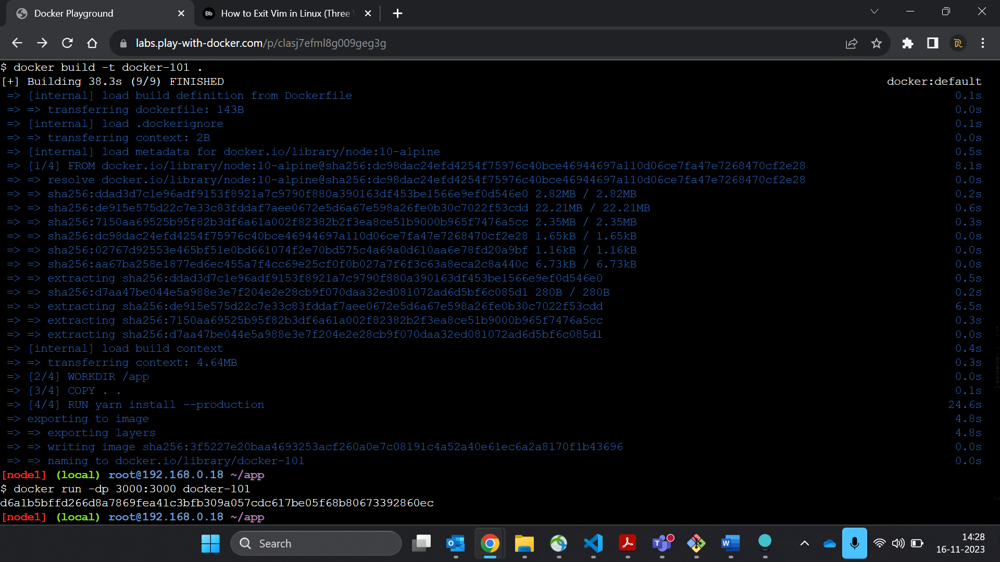 Docker Playground
Bb How to Exit Vim in Linux (Three
labs.play-with-docker.com/p/clasj7efml8g009geg3g
$ docker build -t docker-101 .
[+] Building 38.3s (9/9) FINISHED docker:default
=> [internal] load build definition from Dockerfile 0.1s
=> => transferring dockerfile: 143B 0.0s
=> [internal] load .dockerignore 0.1s
=> => transferring context: 2B 0.0s
=> [internal] load metadata for docker.io/library/node:10-alpine 0.5s
=> [1/4] FROM docker.io/library/node:10-alpine@sha256:dc98dac24efd4254f75976c40bce46944697a110d06ce7fa47e7268470cf2e28 8.1s
=> => resolve docker.io/library/node:10-alpine@sha256:dc98dac24efd4254f75976c40bce46944697a110d06ce7fa47e7268470cf2e28 0.0s
=> => sha256:ddad3d7c1e96adf9153f8921a7c9790f880a390163df453be1566e9ef0d546e0 2.82MB / 2.82MB 0.2s
=> => sha256:de915e575d22c7e33c83fddaf7aee0672e5d6a67e598a26fe0b30c7022f53cdd 22.21MB / 22.21MB 0.6s
=> => sha256:7150aa69525b95f82b3df6a61a002f82382b2f3ea8ce51b9000b965f7476a5cc 2.35MB / 2.35MB 0.3s
=> => sha256:dc98dac24efd4254f75976c40bce46944697a110d06ce7fa47e7268470cf2e28 1.65kB / 1.65kB 0.0s
=> => sha256:02767d92553e465bf51e0bd661074f2e70bd575c4a69a0d610aa6e78fd20a9bf 1.16kB / 1.16kB 0.0s
=> => sha256:aa67ba258e1877ed6ec455a7f4cc69e25cf0f0b027a7f6f3c63a8eca2c8a440c 6.73kB / 6.73kB 0.0s
=> => extracting sha256:ddad3d7c1e96adf9153f8921a7c9790f880a390163df453be1566e9ef0d546e0 0.5s
=> => sha256:d7aa47be044e5a988e3e7f204e2e28cb9f070daa32ed081072ad6d5bf6c085d1 280B / 280B 0.2s
=> => extracting sha256:de915e575d22c7e33c83fddaf7aee0672e5d6a67e598a26fe0b30c7022f53cdd 6.5s
=> => extracting sha256:7150aa69525b95f82b3df6a61a002f82382b2f3ea8ce51b9000b965f7476a5cc 0.3s
=> => extracting sha256:d7aa47be044e5a988e3e7f204e2e28cb9f070daa32ed081072ad6d5bf6c085d1 0.0s
=> [internal] load build context 0.4s
=> => transferring context: 4.64MB 0.3s
=> [2/4] WORKDIR /app 0.0s
=> [3/4] COPY . . 0.1s
=> [4/4] RUN yarn install --production 24.6s
=> exporting to image 4.8s
=> => exporting layers 4.8s
=> => writing image sha256:3f5227e20baa4693253acf260a0e7c08191c4a52a40e61ec6a2a8170f1b43696 0.0s
=> => naming to docker.io/library/docker-101 0.0s
[node1] (local) root@192.168.0.18 ~/app
$ docker run -dp 3000:3000 docker-101
d6a1b5bffd266d8a7869fea41c3bfb309a057cdc617be05f68b80673392860ec
[node1] (local) root@192.168.0.18 ~/app
Search
14:28
16-11-2023